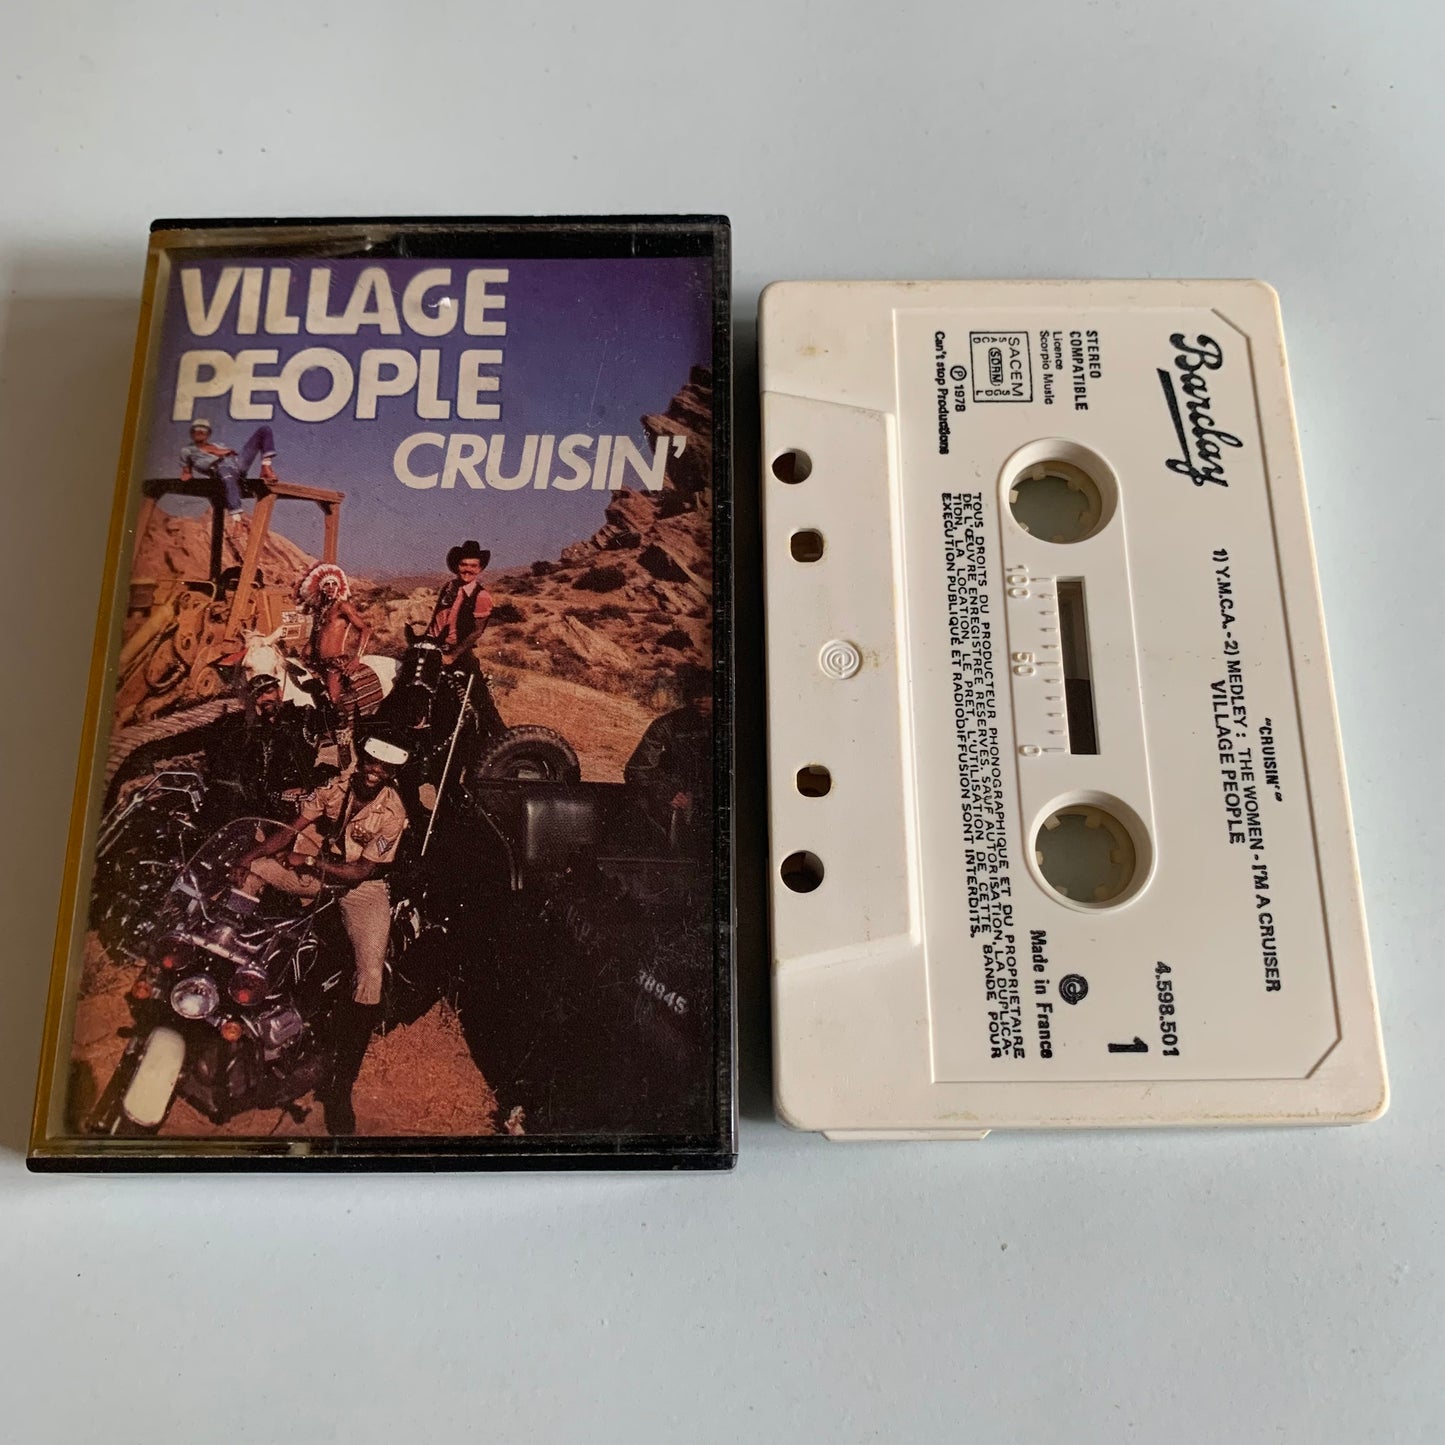 VILLAGE
PEOPLE
CRUISIN'
38945
Barclay
"CRUISIN'"
1) Y.M.C.A. - 2) MEDLEY : THE WOMEN - I'M A CRUISER
VILLAGE PEOPLE
4.598.501
1
STEREO
COMPATIBLE
Licence
Scorpio Music
SACEM
SDRM
℗ 1978
Can't stop Productions
100 50 0
Made in France
TOUS DROITS DU PRODUCTEUR PHONOGRAPHIQUE ET DU PROPRIETAIRE
DE L'ŒUVRE ENREGISTREE RESERVES. SAUF AUTORISATION, LA DUPLICA-
TION, LA LOCATION, LE PRET, L'UTILISATION DE CETTE BANDE POUR
EXECUTION PUBLIQUE ET RADIODIFFUSION SONT INTERDITS.